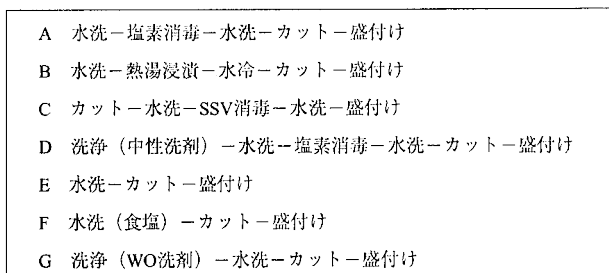 A 水洗－塩素消毒－水洗－カット－盛付け
B 水洗－熱湯浸漬－水冷－カット－盛付け
C カット－水洗－SSV消毒－水洗－盛付け
D 洗浄（中性洗剤）－水洗－塩素消毒－水洗－カット－盛付け
E 水洗－カット－盛付け
F 水洗（食塩）－カット－盛付け
G 洗浄（WO洗剤）－水洗－カット－盛付け